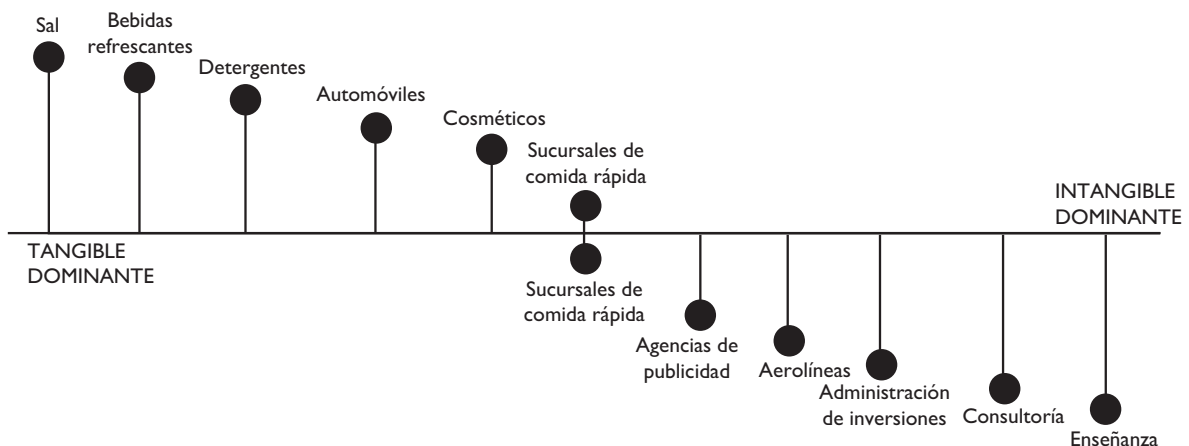 Sal
Bebidas
refrescantes
Detergentes
Automóviles
Cosméticos
Sucursales de
comida rápida
INTANGIBLE
DOMINANTE
TANGIBLE
DOMINANTE
Sucursales de
comida rápida
Agencias de
publicidad
Aerolíneas
Administración
de inversiones
Consultoría
Enseñanza